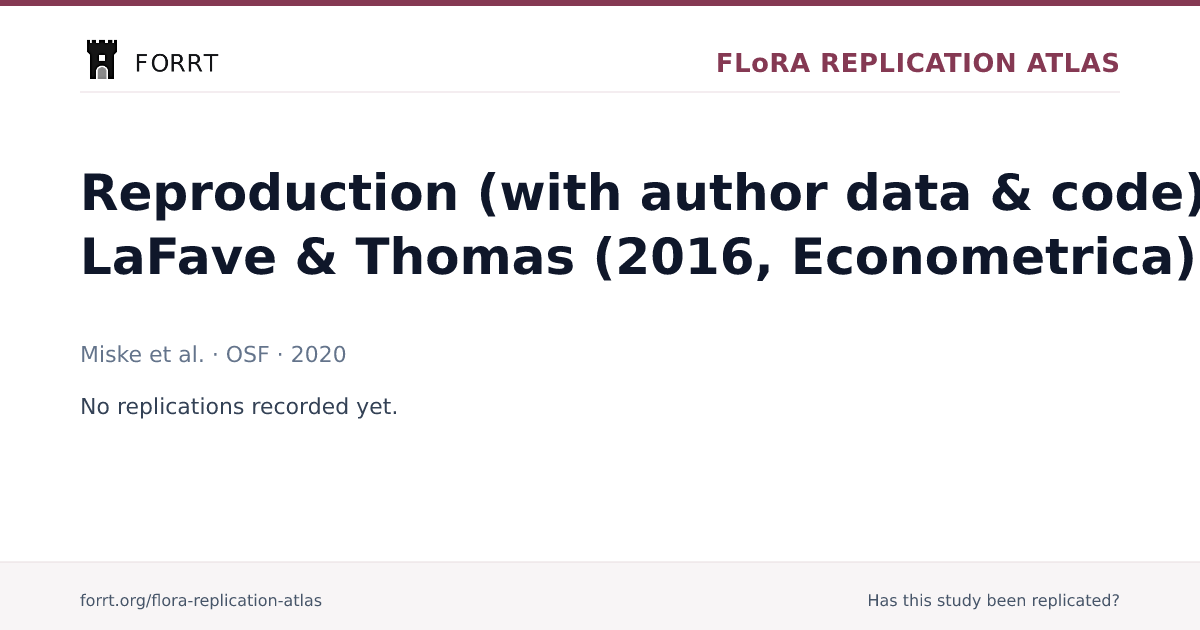 FORRT
FLoRA REPLICATION ATLAS
Reproduction (with author data & code)
LaFave & Thomas (2016, Econometrica)
Miske et al. · OSF · 2020
No replications recorded yet.
forrt.org/flora-replication-atlas
Has this study been replicated?